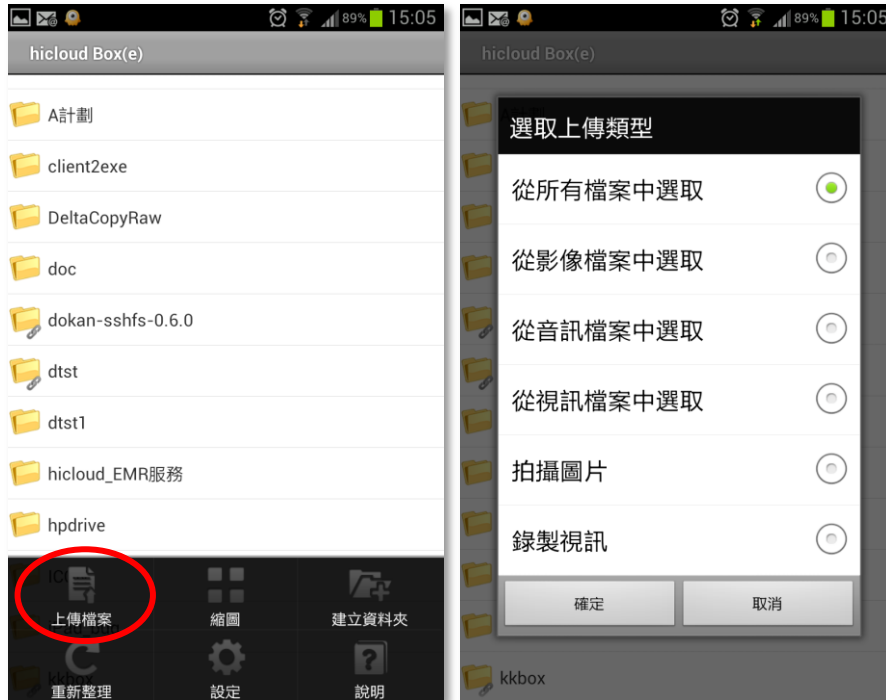 89% 15:05
hicloud Box(e)
A計劃
client2exe
DeltaCopyRaw
doc
dokan-sshfs-0.6.0
dtst
dtst1
hicloud_EMR服務
hpdrive
上傳檔案
縮圖
建立資料夾
kkbox
重新整理
設定
說明
89% 15:05
hicloud Box(e)
選取上傳類型
從所有檔案中選取
從影像檔案中選取
從音訊檔案中選取
從視訊檔案中選取
拍攝圖片
錄製視訊
確定
取消
kkbox